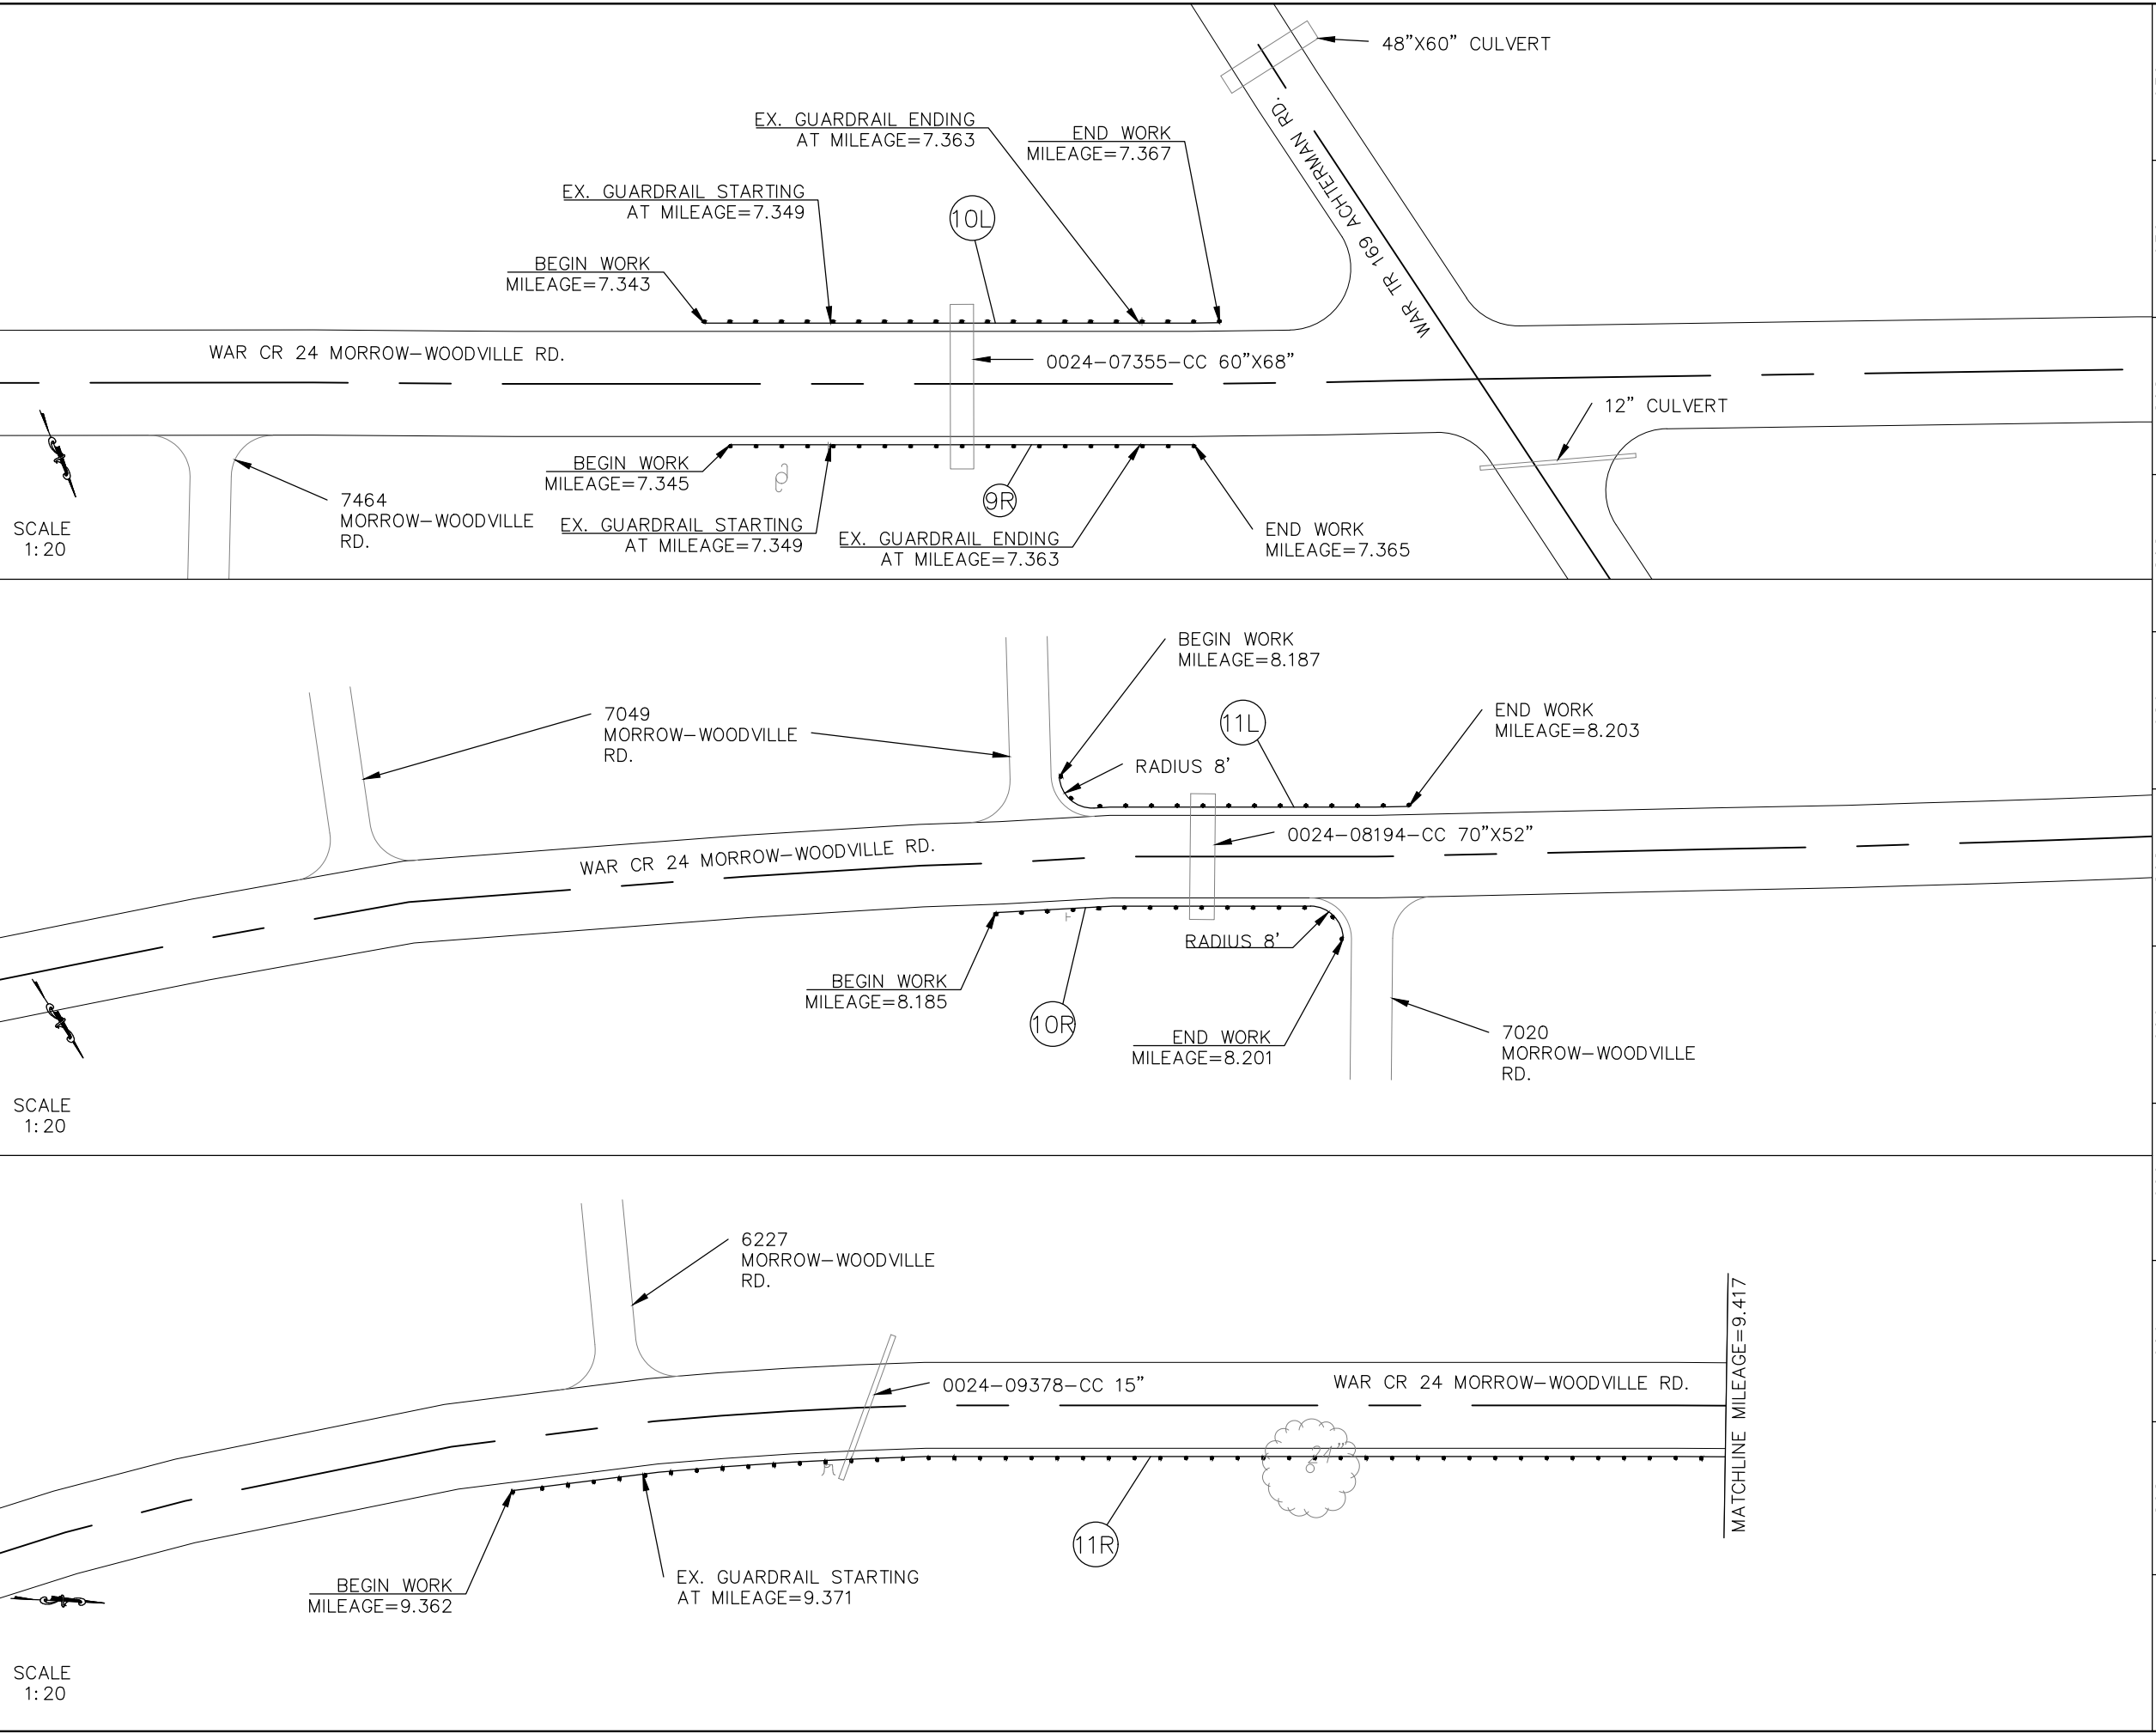 48"X60" CULVERT
EX. GUARDRAIL ENDING
AT MILEAGE=7.363
END WORK
MILEAGE=7.367
EX. GUARDRAIL STARTING
AT MILEAGE=7.349
10L
BEGIN WORK
MILEAGE=7.343
WAR TR 169 ACHTERMAN RD.
WAR CR 24 MORROW-WOODVILLE RD.
0024-07355-CC 60"X68"
12" CULVERT
BEGIN WORK
MILEAGE=7.345
7464
MORROW-WOODVILLE
RD.
EX. GUARDRAIL STARTING
AT MILEAGE=7.349
9R
EX. GUARDRAIL ENDING
AT MILEAGE=7.363
END WORK
MILEAGE=7.365
SCALE
1:20
BEGIN WORK
MILEAGE=8.187
7049
MORROW-WOODVILLE
RD.
11L
END WORK
MILEAGE=8.203
RADIUS 8'
0024-08194-CC 70"X52"
WAR CR 24 MORROW-WOODVILLE RD.
RADIUS 8'
BEGIN WORK
MILEAGE=8.185
10R
END WORK
MILEAGE=8.201
7020
MORROW-WOODVILLE
RD.
SCALE
1:20
6227
MORROW-WOODVILLE
RD.
0024-09378-CC 15"
WAR CR 24 MORROW-WOODVILLE RD.
MATCHLINE MILEAGE=9.417
11R
EX. GUARDRAIL STARTING
AT MILEAGE=9.371
BEGIN WORK
MILEAGE=9.362
SCALE
1:20